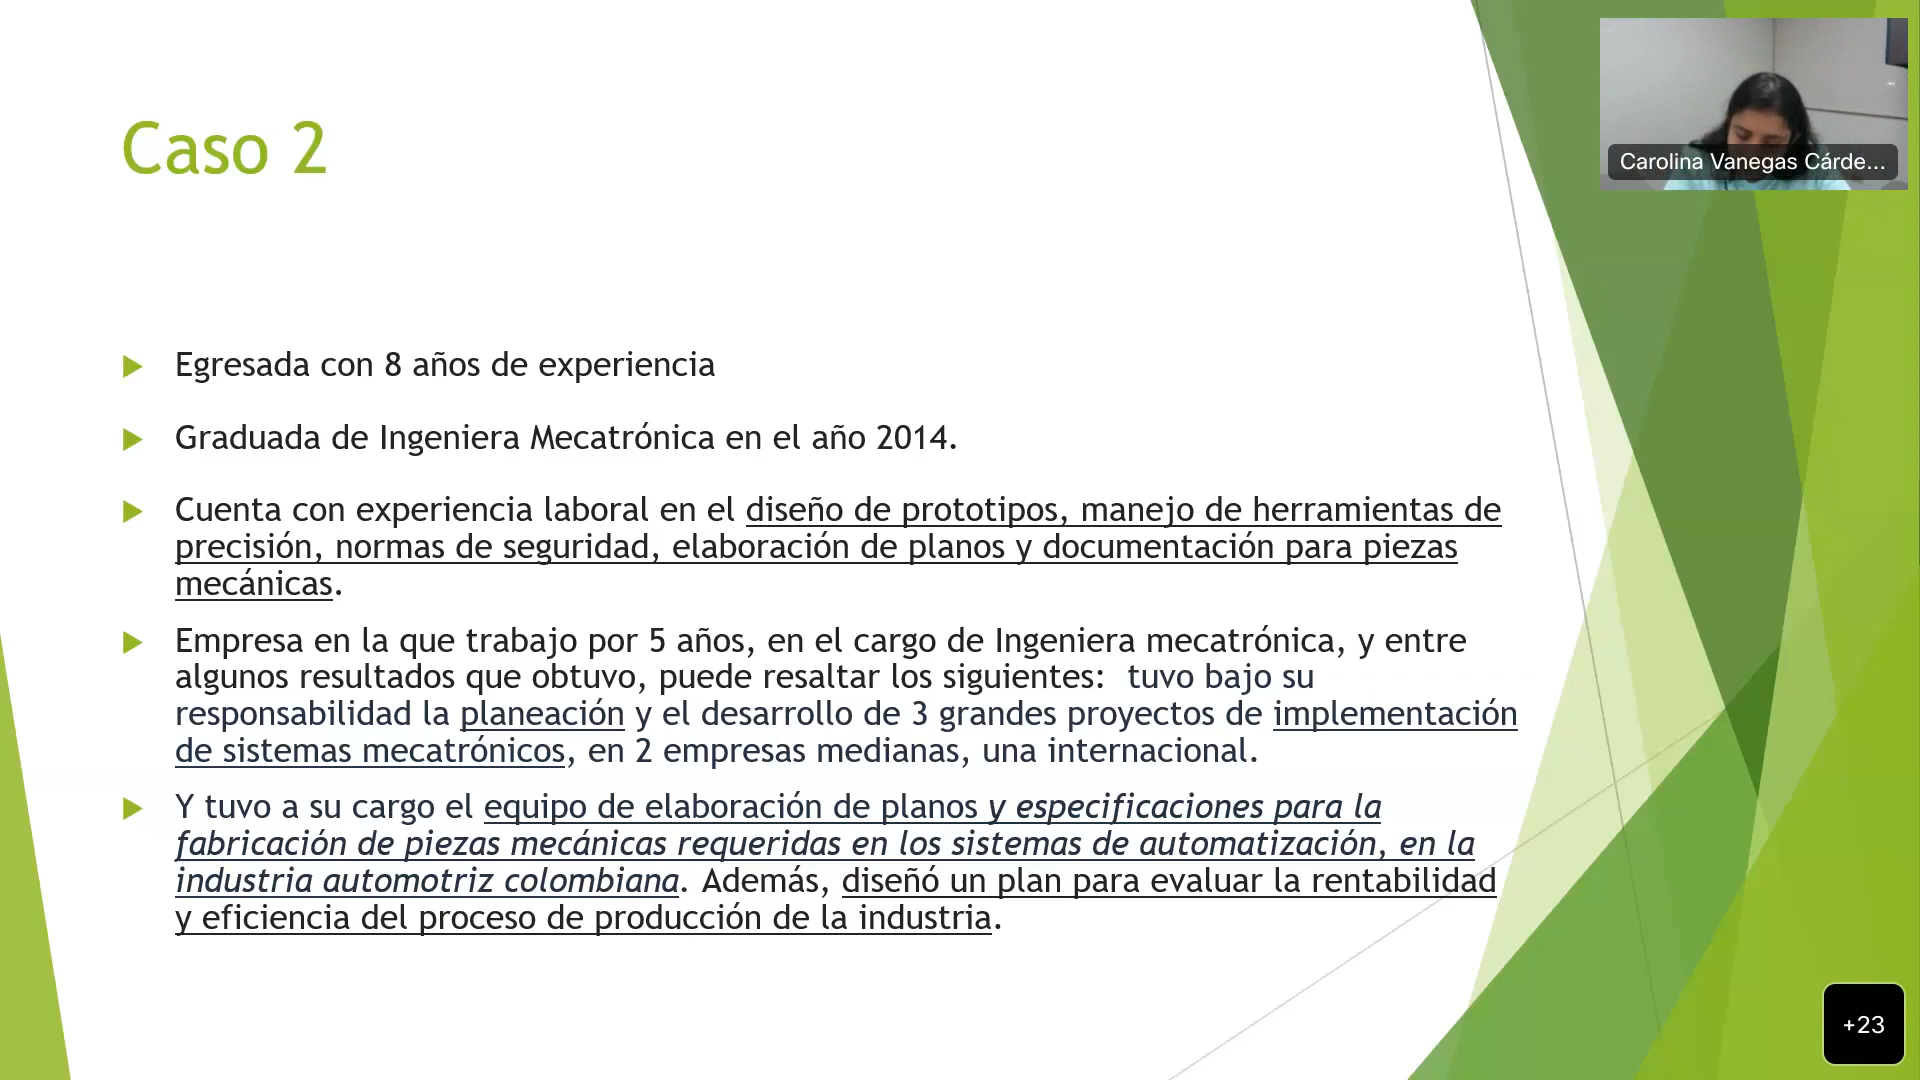 Caso 2
Carolina Vanegas Cárde...
Egresada con 8 años de experiencia
Graduada de Ingeniera Mecatrónica en el año 2014.
Cuenta con experiencia laboral en el diseño de prototipos, manejo de herramientas de
precisión, normas de seguridad, elaboración de planos y documentación para piezas
mecánicas.
Empresa en la que trabajo por 5 años, en el cargo de Ingeniera mecatrónica, y entre
algunos resultados que obtuvo, puede resaltar los siguientes: tuvo bajo su
responsabilidad la planeación y el desarrollo de 3 grandes proyectos de implementación
de sistemas mecatrónicos, en 2 empresas medianas, una internacional.
Y tuvo a su cargo el equipo de elaboración de planos y especificaciones para la
fabricación de piezas mecánicas requeridas en los sistemas de automatización, en la
industria automotriz colombiana. Además, diseñó un plan para evaluar la rentabilidad
y eficiencia del proceso de producción de la industria.
+23